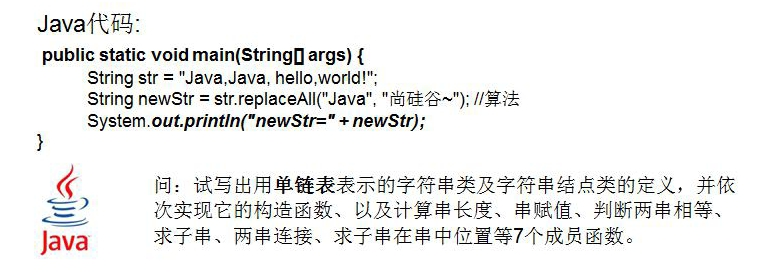 Java代码:
public static void main(String[] args) {
String str = "Java,Java, hello,world!";
String newStr = str.replaceAll("Java", "尚硅谷~"); //算法
System.out.println("newStr=" + newStr);
}
Java
问：试写出用单链表表示的字符串类及字符串结点类的定义，并依
次实现它的构造函数、以及计算串长度、串赋值、判断两串相等、
求子串、两串连接、求子串在串中位置等7个成员函数。